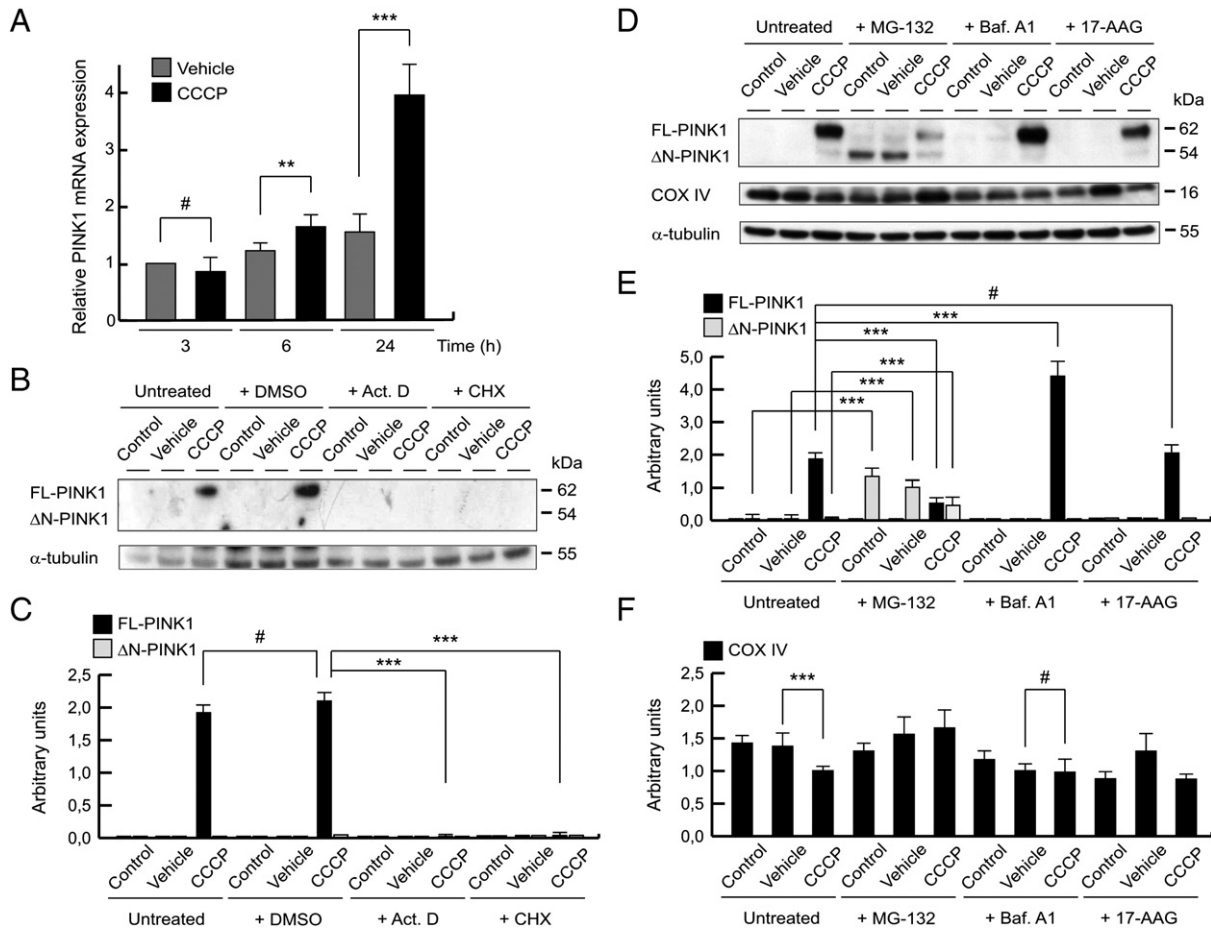 A
Relative PINK1 mRNA expression
4
3
2
1
0
Vehicle
CCCP
#
**
***
3 6 24 Time (h)
B
Untreated + DMSO + Act. D + CHX
Control Vehicle CCCP Control Vehicle CCCP Control Vehicle CCCP Control Vehicle CCCP
kDa
FL-PINK1 62
ΔN-PINK1 54
α-tubulin 55
C
FL-PINK1
ΔN-PINK1
Arbitrary units
2,5
2,0
1,5
1,0
0,5
0,0
#
***
***
Control Vehicle CCCP Control Vehicle CCCP Control Vehicle CCCP Control Vehicle CCCP
Untreated + DMSO + Act. D + CHX
D
Untreated + MG-132 + Baf. A1 + 17-AAG
Control Vehicle CCCP Control Vehicle CCCP Control Vehicle CCCP Control Vehicle CCCP
kDa
FL-PINK1 62
ΔN-PINK1 54
COX IV 16
α-tubulin 55
E
FL-PINK1
ΔN-PINK1
Arbitrary units
5,0
4,0
3,0
2,0
1,0
0,0
#
***
***
***
***
***
Control Vehicle CCCP Control Vehicle CCCP Control Vehicle CCCP Control Vehicle CCCP
Untreated + MG-132 + Baf. A1 + 17-AAG
F
COX IV
Arbitrary units
2,5
2,0
1,5
1,0
0,5
0,0
***
#
Control Vehicle CCCP Control Vehicle CCCP Control Vehicle CCCP Control Vehicle CCCP
Untreated + MG-132 + Baf. A1 + 17-AAG